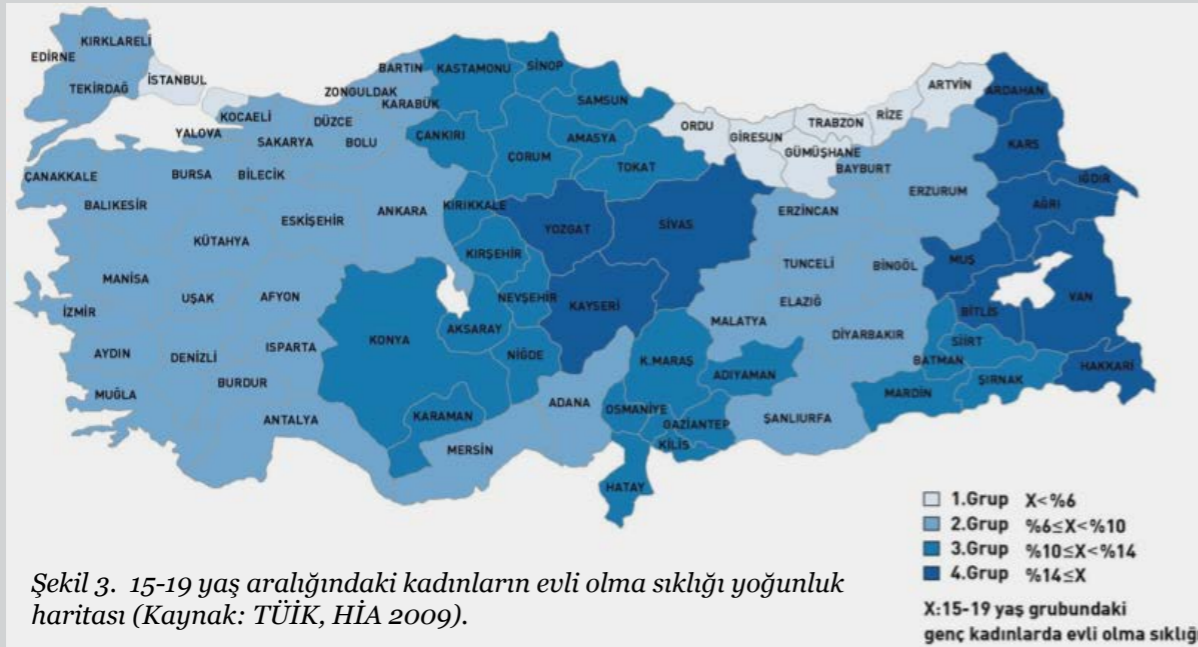 KIRKLARELİ
EDİRNE
TEKİRDAĞ
İSTANBUL
KOCAELİ
YALOVA
SAKARYA
DÜZCE
BOLU
ZONGULDAK
BARTIN
KARABÜK
KASTAMONU
SİNOP
SAMSUN
ÇANKIRI
ÇORUM
AMASYA
TOKAT
ORDU
GİRESUN
TRABZON
GÜMÜŞHANE
RİZE
ARTVİN
BAYBURT
ARDAHAN
KARS
IĞDIR
AĞRI
ERZURUM
ERZİNCAN
ÇANAKKALE
BALIKESİR
BURSA
BİLECİK
ESKİŞEHİR
KÜTAHYA
ANKARA
KIRIKKALE
KIRŞEHİR
YOZGAT
SİVAS
TUNCELİ
BİNGÖL
MUŞ
MANİSA
UŞAK
AFYON
İZMİR
NEVŞEHİR
KAYSERİ
AKSARAY
KONYA
NİĞDE
MALATYA
ELAZIĞ
DİYARBAKIR
BİTLİS
VAN
AYDIN
DENİZLİ
ISPARTA
BURDUR
MUĞLA
ANTALYA
KARAMAN
MERSİN
ADANA
K.MARAŞ
ADIYAMAN
OSMANİYE
GAZİANTEP
KİLİS
HATAY
ŞANLIURFA
MARDİN
BATMAN
SİİRT
ŞIRNAK
HAKKARİ
1.Grup X<%6
2.Grup %6≤X<%10
3.Grup %10≤X<%14
4.Grup %14≤X
X:15-19 yaş grubundaki
genç kadınlarda evli olma sıklığı
Şekil 3. 15-19 yaş aralığındaki kadınların evli olma sıklığı yoğunluk
haritası (Kaynak: TÜİK, HİA 2009).